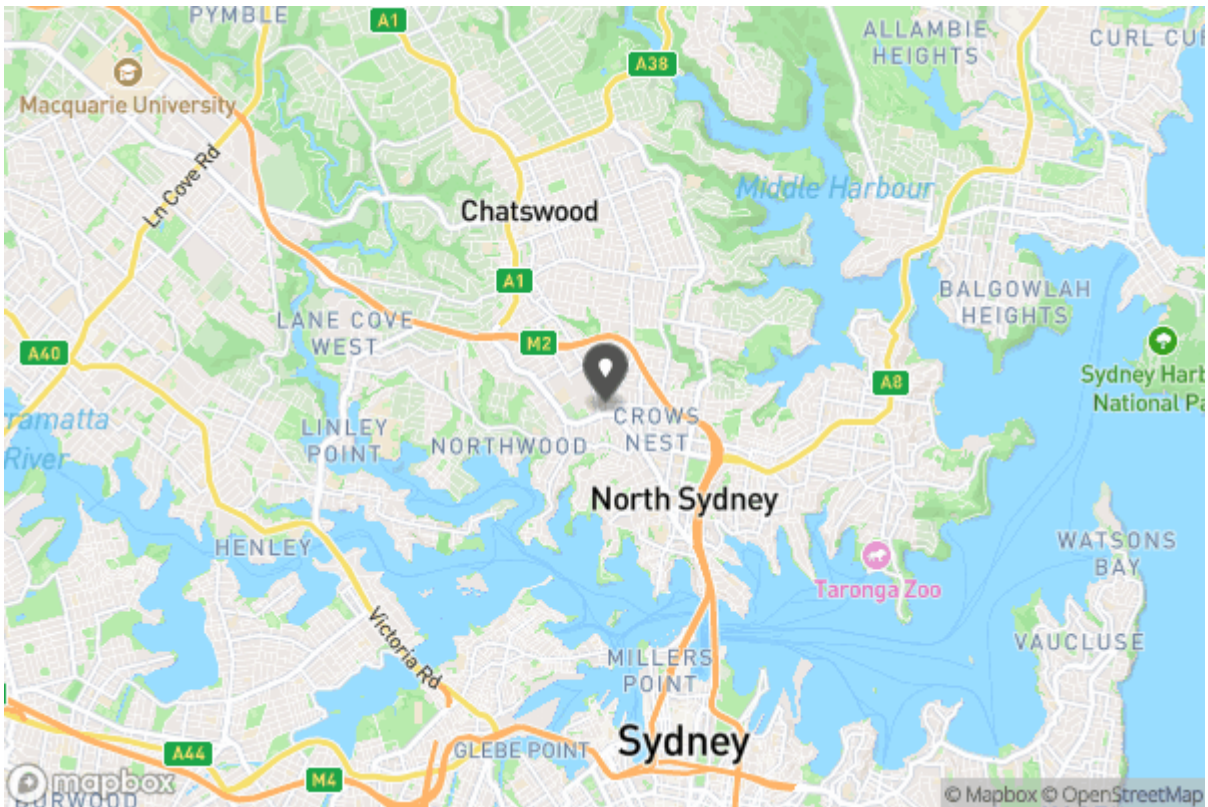 PYMBLE
A1
ALLAMBIE
HEIGHTS
CURL CU
A38
Macquarie University
Ln Cove Rd
Middle Harbour
Chatswood
A1
BALGOWLAH
HEIGHTS
LANE COVE
WEST
M2
A40
Sydney Harb
National Pa
A8
rramatta
River
LINLEY
POINT
NORTHWOOD
CROWS
NEST
North Sydney
HENLEY
WATSONS
BAY
Taronga Zoo
Victoria Rd
VAUCLUSE
MILLERS
POINT
Sydney
GLEBE POINT
A44
M4
mapbox
BURWOOD
© Mapbox © OpenStreetMap